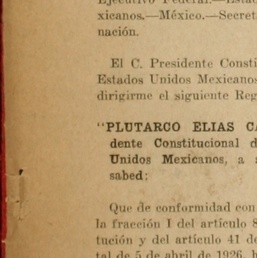 Ejecutivo Federal.—Esta
xicanos.—México.—Secret
nación.
El C. Presidente Consti
Estados Unidos Mexicanos
dirigirme el siguiente Reg
"PLUTARCO ELIAS CA
dente Constitucional d
Unidos Mexicanos, a s
sabed:
Que de conformidad con
la fracción I del artículo 8
tución y del artículo 41 de
tal de 5 de abril de 1926, h